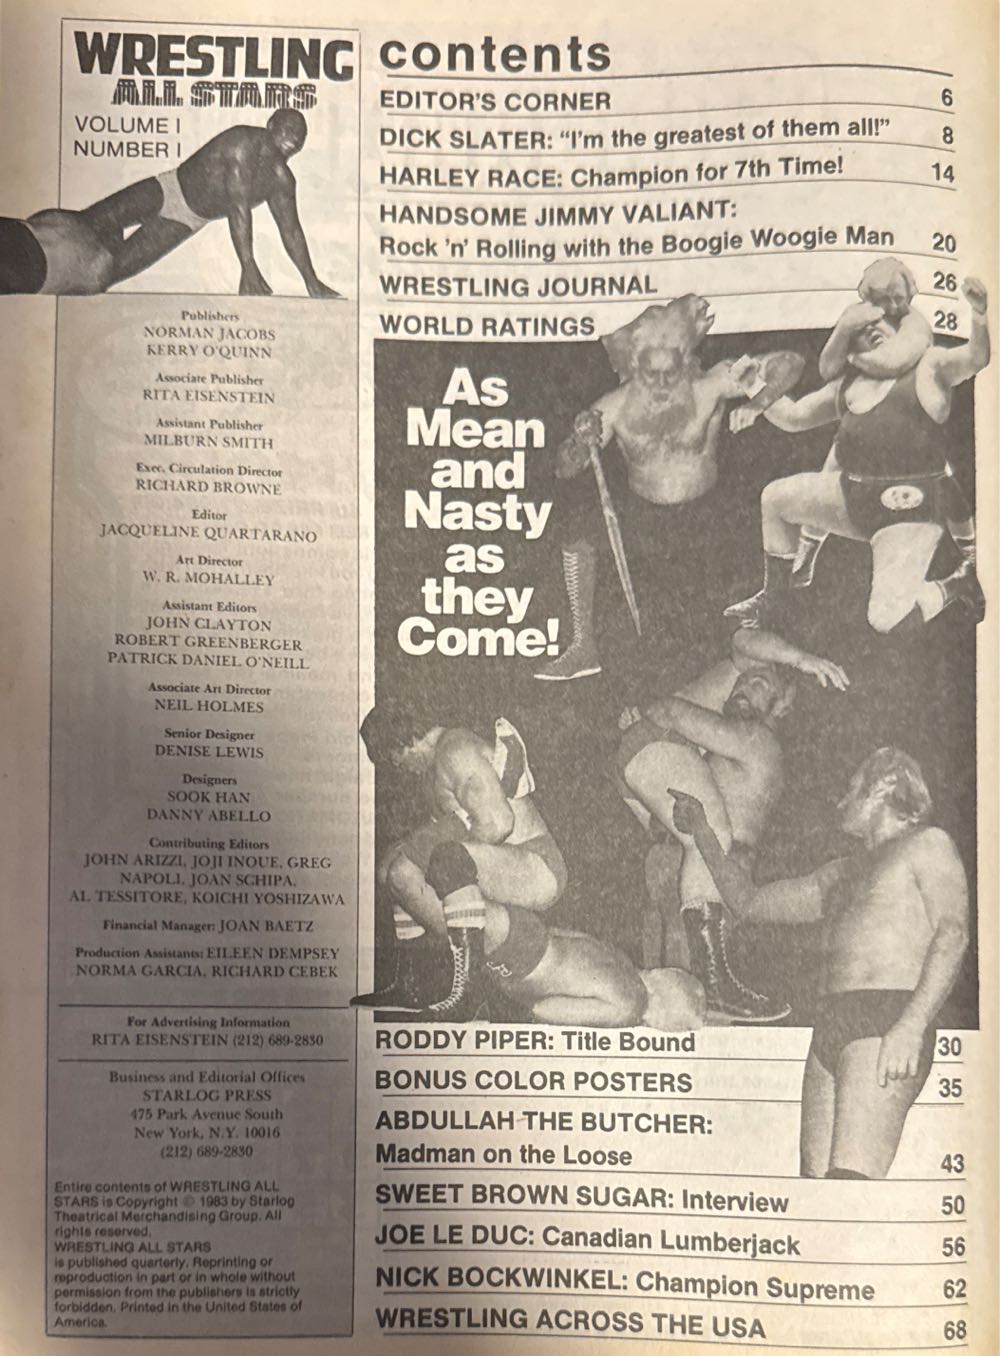 WRESTLING
ALL STARS
VOLUME I
NUMBER I
Publishers
NORMAN JACOBS
KERRY O'QUINN
Associate Publisher
RITA EISENSTEIN
Assistant Publisher
MILBURN SMITH
Exec. Circulation Director
RICHARD BROWNE
Editor
JACQUELINE QUARTARANO
Art Director
W. R. MOHALLEY
Assistant Editors
JOHN CLAYTON
ROBERT GREENBERGER
PATRICK DANIEL O'NEILL
Associate Art Director
NEIL HOLMES
Senior Designer
DENISE LEWIS
Designers
SOOK HAN
DANNY ABELLO
Contributing Editors
JOHN ARIZZI, JOJI INOUE, GREG
NAPOLI, JOAN SCHIPA,
AL TESSITORE, KOICHI YOSHIZAWA
Financial Manager: JOAN BAETZ
Production Assistants: EILEEN DEMPSEY
NORMA GARCIA, RICHARD CEBEK
For Advertising Information
RITA EISENSTEIN (212) 689-2830
Business and Editorial Offices
STARLOG PRESS
475 Park Avenue South
New York, N.Y. 10016
(212) 689-2830
Entire contents of WRESTLING ALL
STARS is Copyright © 1983 by Starlog
Theatrical Merchandising Group. All
rights reserved.
WRESTLING ALL STARS
is published quarterly. Reprinting or
reproduction in part or in whole without
permission from the publishers is strictly
forbidden. Printed in the United States of
America.
contents
EDITOR'S CORNER 6
DICK SLATER: "I'm the greatest of them all!" 8
HARLEY RACE: Champion for 7th Time! 14
HANDSOME JIMMY VALIANT:
Rock 'n' Rolling with the Boogie Woogie Man 20
WRESTLING JOURNAL 26
WORLD RATINGS 28
As
Mean
and
Nasty
as
they
Come!
RODDY PIPER: Title Bound 30
BONUS COLOR POSTERS 35
ABDULLAH THE BUTCHER:
Madman on the Loose 43
SWEET BROWN SUGAR: Interview 50
JOE LE DUC: Canadian Lumberjack 56
NICK BOCKWINKEL: Champion Supreme 62
WRESTLING ACROSS THE USA 68